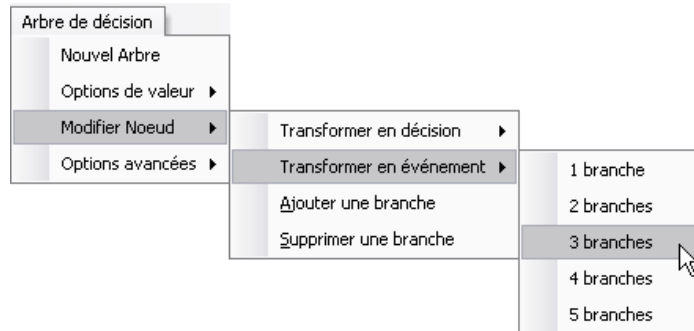 Arbre de décision
Nouvel Arbre
Options de valeur
Modifier Noeud
Options avancées
Transformer en décision
Transformer en événement
Ajouter une branche
Supprimer une branche
1 branche
2 branches
3 branches
4 branches
5 branches